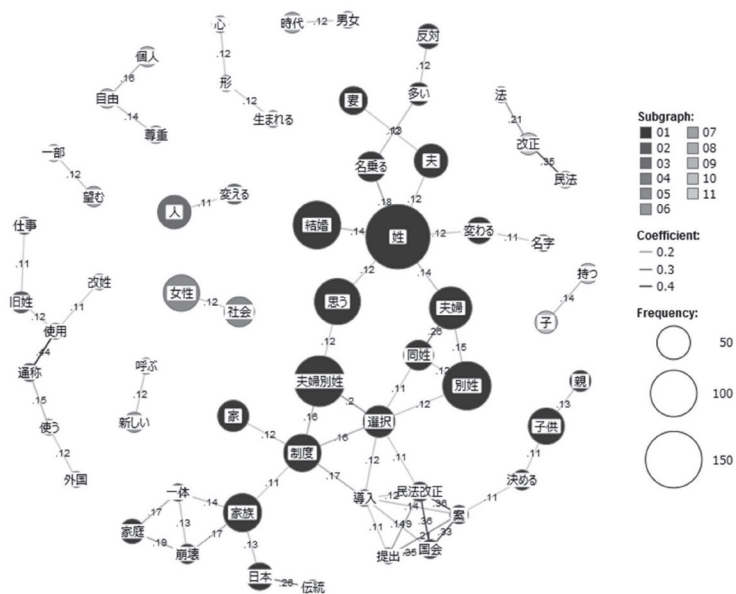 心
時代 .12 男女
反対
.12
多い
個人
.16
自由
.14
尊重
.12
形
.12
生まれる
妻
夫
名乗る
.18
.12
法
.21
改正
.35
民法
一部
.12
望む
人 .11 変える
結婚 .14 姓 .12 変わる .11 名字
仕事
.11
旧姓
.12
改姓
.11
使用
.44
通称
.15
使う
.12
外国
女性 .12 社会
.12
思う
.12
.14
夫婦
.26
.15
同姓
.12
別姓
持つ
.14
子
呼ぶ
.12
新しい
夫婦別姓
.2
.16
.11
.12
選択
親
.13
子供
.11
決める
.11
家
.12
制度
.16
.17
.12
.11
.11
一体
.14
家族
.17
.13
.17
家庭
.19
崩壊
.13
日本 .26 伝統
導入
.12
民法改正
.36
案
.14
.36
.33
.11
提出 .35 国会
Subgraph:
01 07
02 08
03 09
04 10
05 11
06
Coefficient:
0.2
0.3
0.4
Frequency:
50
100
150